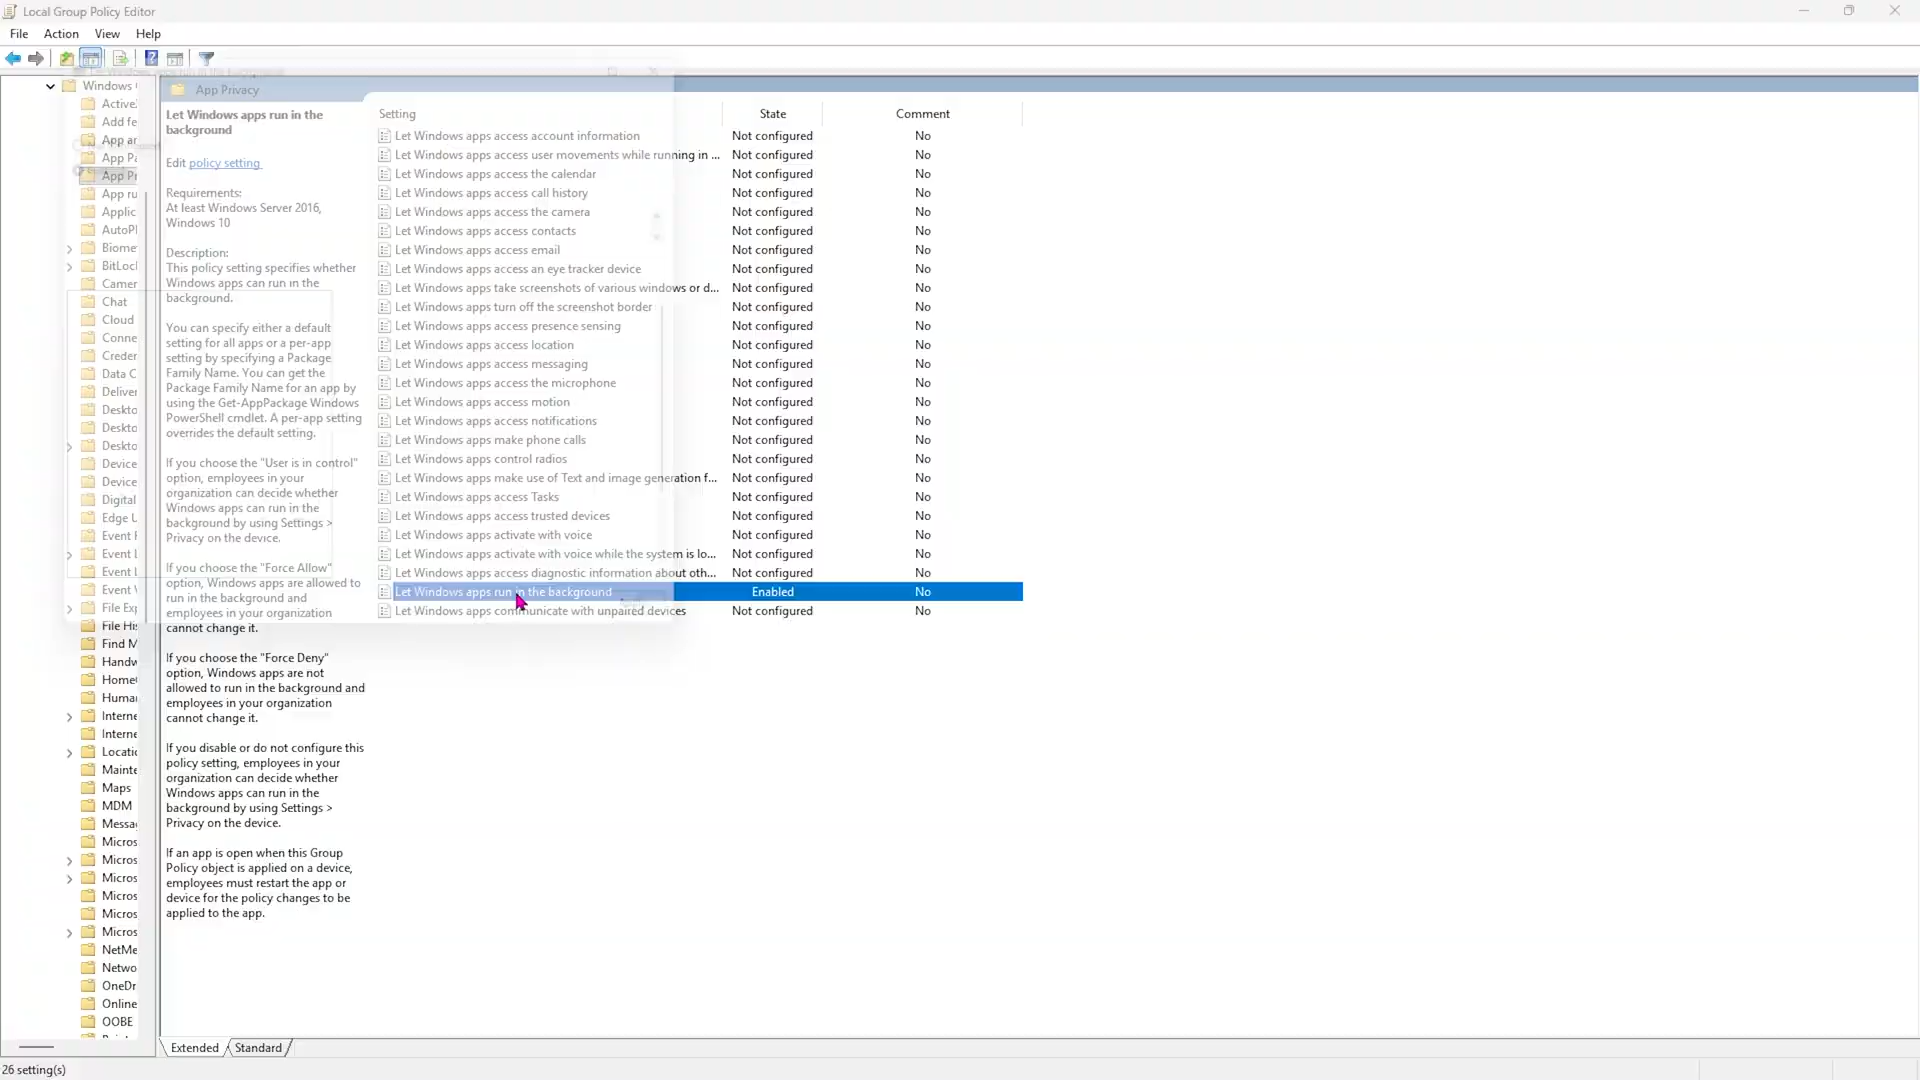 Local Group Policy Editor
File Action View Help
Windows
App Privacy
Let Windows apps run in the
background
Edit policy setting
Requirements:
At least Windows Server 2016,
Windows 10
Description:
This policy setting specifies whether
Windows apps can run in the
background.
You can specify either a default
setting for all apps or a per-app
setting by specifying a Package
Family Name. You can get the
Package Family Name for an app by
using the Get-AppPackage Windows
PowerShell cmdlet. A per-app setting
overrides the default setting.
If you choose the "User is in control"
option, employees in your
organization can decide whether
Windows apps can run in the
background by using Settings >
Privacy on the device.
If you choose the "Force Allow"
option, Windows apps are allowed to
run in the background and
employees in your organization
cannot change it.
If you choose the "Force Deny"
option, Windows apps are not
allowed to run in the background and
employees in your organization
cannot change it.
If you disable or do not configure this
policy setting, employees in your
organization can decide whether
Windows apps can run in the
background by using Settings >
Privacy on the device.
If an app is open when this Group
Policy object is applied on a device,
employees must restart the app or
device for the policy changes to be
applied to the app.
Setting State Comment
Let Windows apps access account information Not configured No
Let Windows apps access user movements while running in ... Not configured No
Let Windows apps access the calendar Not configured No
Let Windows apps access call history Not configured No
Let Windows apps access the camera Not configured No
Let Windows apps access contacts Not configured No
Let Windows apps access email Not configured No
Let Windows apps access an eye tracker device Not configured No
Let Windows apps take screenshots of various windows or d... Not configured No
Let Windows apps turn off the screenshot border Not configured No
Let Windows apps access presence sensing Not configured No
Let Windows apps access location Not configured No
Let Windows apps access messaging Not configured No
Let Windows apps access the microphone Not configured No
Let Windows apps access motion Not configured No
Let Windows apps access notifications Not configured No
Let Windows apps make phone calls Not configured No
Let Windows apps control radios Not configured No
Let Windows apps make use of Text and image generation f... Not configured No
Let Windows apps access Tasks Not configured No
Let Windows apps access trusted devices Not configured No
Let Windows apps activate with voice Not configured No
Let Windows apps activate with voice while the system is lo... Not configured No
Let Windows apps access diagnostic information about oth... Not configured No
Let Windows apps run in the background Enabled No
Let Windows apps communicate with unpaired devices Not configured No
Active
Add fe
App ar
App Pa
App Pr
App ru
Applic
AutoPl
Biome
BitLoc
Camer
Chat
Cloud
Conne
Creder
Data C
Deliver
Deskto
Deskto
Deskto
Device
Device
Digital
Edge U
Event F
Event L
Event L
Event V
File Exp
File His
Find M
Handw
Home
Human
Interne
Interne
Locatio
Mainte
Maps
MDM
Messa
Micros
Micros
Micros
Micros
Micros
Micros
NetMe
Netwo
OneDr
Online
OOBE
Extended Standard
26 setting(s)